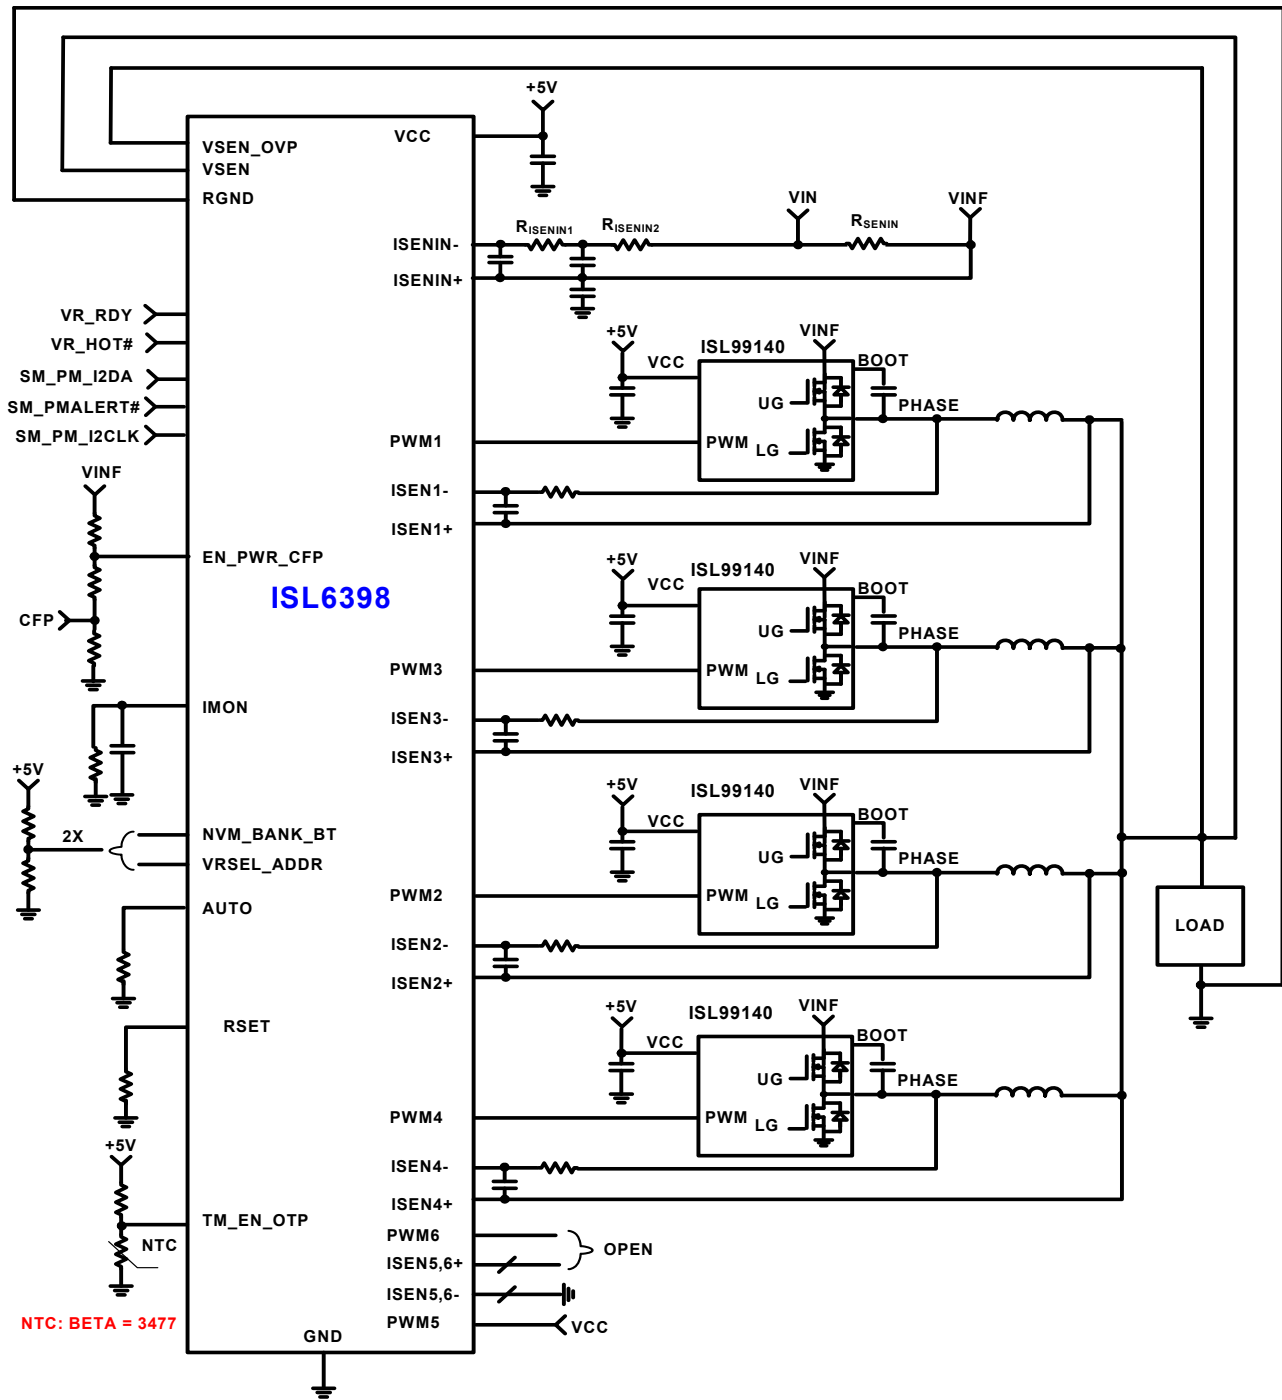 +5V
VSEN_OVP
VCC
VSEN
RGND
VIN
VINF
RISENIN1
RISENIN2
RSENIN
ISENIN-
ISENIN+
VR_RDY
VR_HOT#
SM_PM_I2DA
SM_PMALERT#
SM_PM_I2CLK
+5V
VCC
ISL99140
VINF
BOOT
UG
PHASE
PWM1
PWM
LG
VINF
ISEN1-
ISEN1+
EN_PWR_CFP
ISL6398
CFP
+5V
VCC
ISL99140
VINF
BOOT
UG
PHASE
PWM3
PWM
LG
IMON
ISEN3-
ISEN3+
+5V
2X
NVM_BANK_BT
VRSEL_ADDR
AUTO
+5V
VCC
ISL99140
VINF
BOOT
UG
PHASE
PWM2
PWM
LG
LOAD
ISEN2-
ISEN2+
RSET
+5V
VCC
ISL99140
VINF
BOOT
UG
PHASE
PWM4
PWM
LG
+5V
ISEN4-
ISEN4+
TM_EN_OTP
NTC
PWM6
OPEN
ISEN5,6+
ISEN5,6-
NTC: BETA = 3477
PWM5
VCC
GND